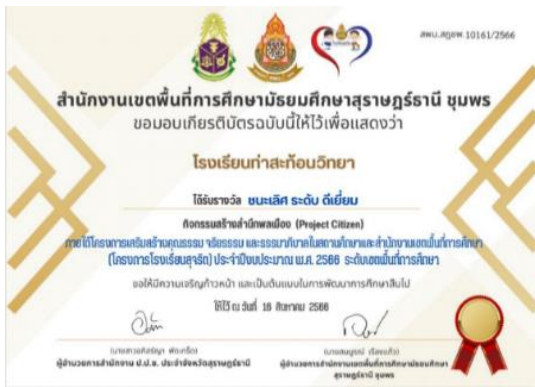 สพม.สฎชพ.10161/2566
สำนักงานเขตพื้นที่การศึกษามัธยมศึกษาสุราษฎร์ธานี ชุมพร
ขอมอบเกียรติบัตรฉบับนี้ให้ไว้เพื่อแสดงว่า
โรงเรียนท่าสะท้อนวิทยา
ได้รับรางวัล ชนะเลิศ ระดับ ดีเยี่ยม
กิจกรรมสร้างสำนึกพลเมือง (Project Citizen)
ภายใต้โครงการเสริมสร้างคุณธรรม จริยธรรม และธรรมาภิบาลในสถานศึกษาและสำนักงานเขตพื้นที่การศึกษา
(โครงการโรงเรียนสุจริต) ประจำปีงบประมาณ พ.ศ. 2566 ระดับเขตพื้นที่การศึกษา
ขอให้มีความเจริญก้าวหน้า และเป็นต้นแบบในการพัฒนาการศึกษาสืบไป
ให้ไว้ ณ วันที่ 16 สิงหาคม 2566
ผู้อำนวยการสำนักงาน ป.ป.ช. ประจำจังหวัดสุราษฎร์ธานี
(นายสมบูรณ์ เรืองแก้ว)
ผู้อำนวยการสำนักงานเขตพื้นที่การศึกษามัธยมศึกษา
สุราษฎร์ธานี ชุมพร